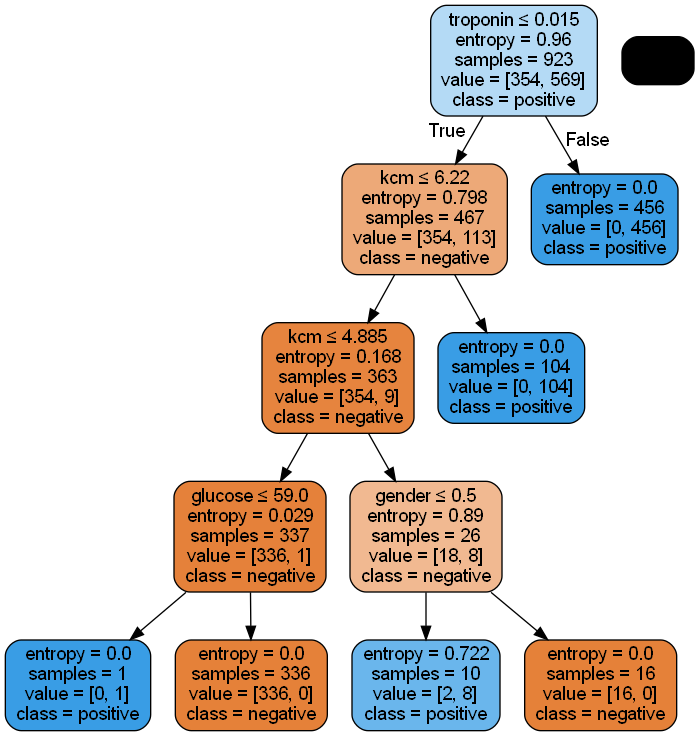 troponin ≤ 0.015
entropy = 0.96
samples = 923
value = [354, 569]
class = positive
True
False
kcm ≤ 6.22
entropy = 0.798
samples = 467
value = [354, 113]
class = negative
entropy = 0.0
samples = 456
value = [0, 456]
class = positive
kcm ≤ 4.885
entropy = 0.168
samples = 363
value = [354, 9]
class = negative
entropy = 0.0
samples = 104
value = [0, 104]
class = positive
glucose ≤ 59.0
entropy = 0.029
samples = 337
value = [336, 1]
class = negative
gender ≤ 0.5
entropy = 0.89
samples = 26
value = [18, 8]
class = negative
entropy = 0.0
samples = 1
value = [0, 1]
class = positive
entropy = 0.0
samples = 336
value = [336, 0]
class = negative
entropy = 0.722
samples = 10
value = [2, 8]
class = positive
entropy = 0.0
samples = 16
value = [16, 0]
class = negative